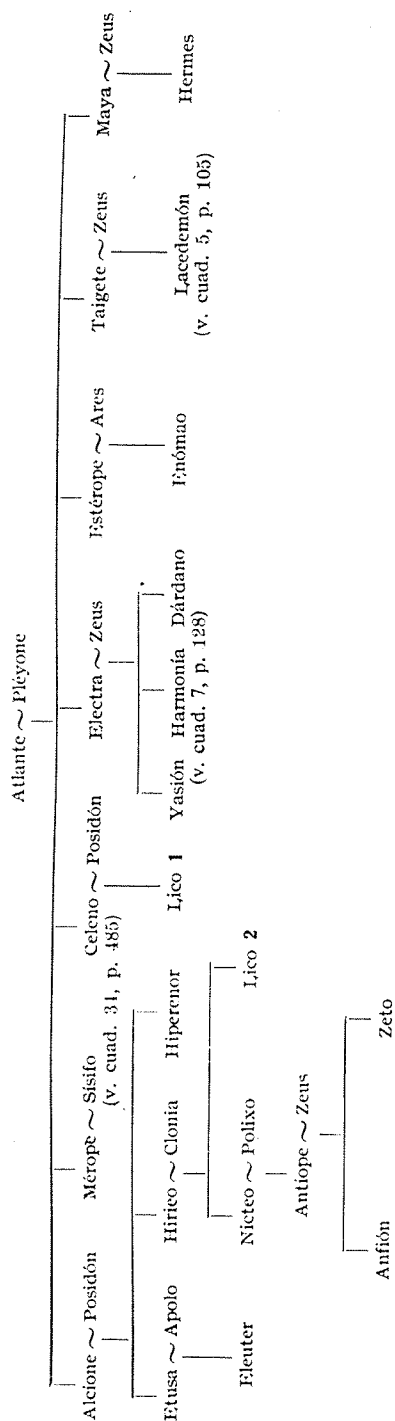 Atlante ~ Pléyone
Alcione ~ Posidón Mérope ~ Sísifo Celeno ~ Posidón Electra ~ Zeus Estérope ~ Ares Taigete ~ Zeus Maya ~ Zeus
(v. cuad. 31, p. 485)
Etusa ~ Apolo Hirieo ~ Clonia Hiperenor Lico 1 Yasión Harmonía Dárdano Enómao Lacedemón Hermes
(v. cuad. 7, p. 128) (v. cuad. 5, p. 105)
Eleuter Nicteo ~ Polixo Lico 2
Antiope ~ Zeus
Anfión Zeto